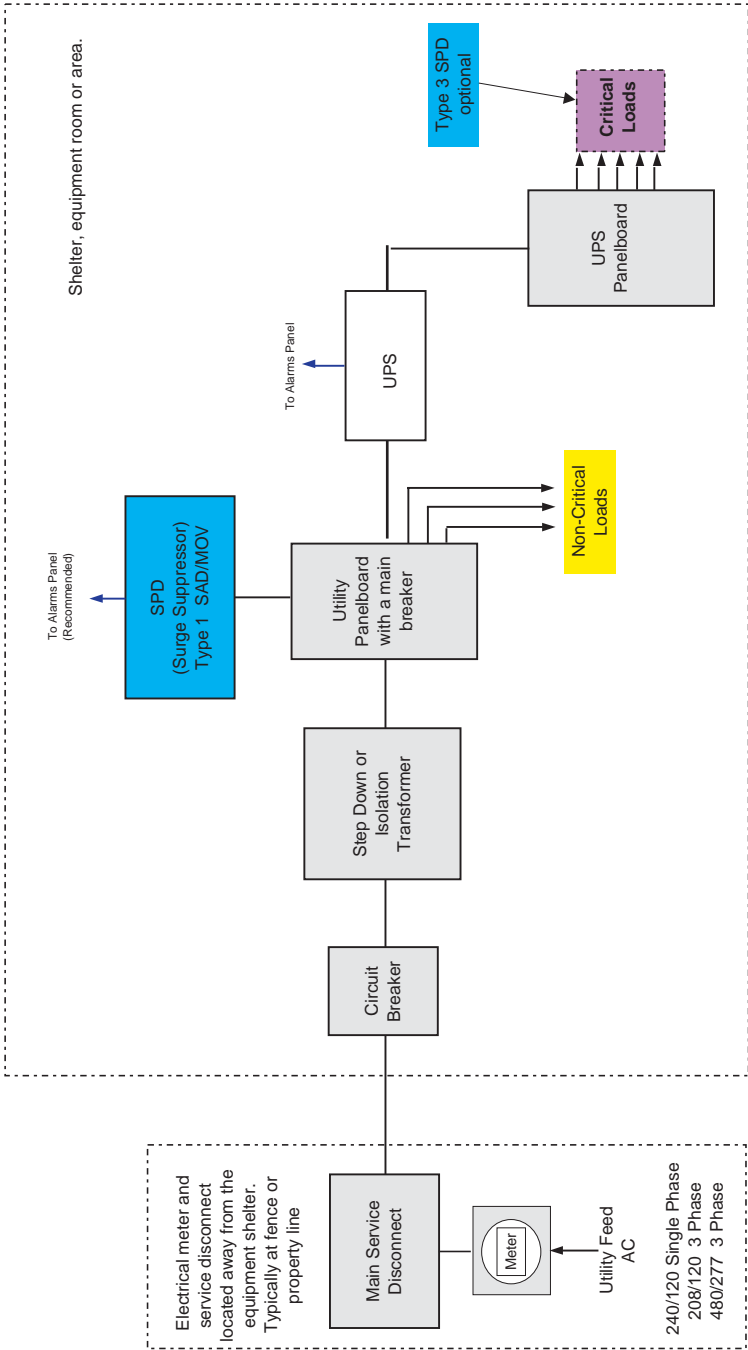 Electrical meter and
service disconnect
located away from the
equipment shelter.
Typically at fence or
property line
Main Service
Disconnect
Meter
Utility Feed
AC
240/120 Single Phase
208/120  3 Phase
480/277  3 Phase
Shelter, equipment room or area.
Circuit
Breaker
Step Down or
Isolation
Transformer
To Alarms Panel
(Recommended)
SPD
(Surge Suppressor)
Type 1  SAD/MOV
Utility
Panelboard
with a main
breaker
Non-Critical
Loads
To Alarms Panel
UPS
UPS
Panelboard
Type 3 SPD
optional
Critical
Loads